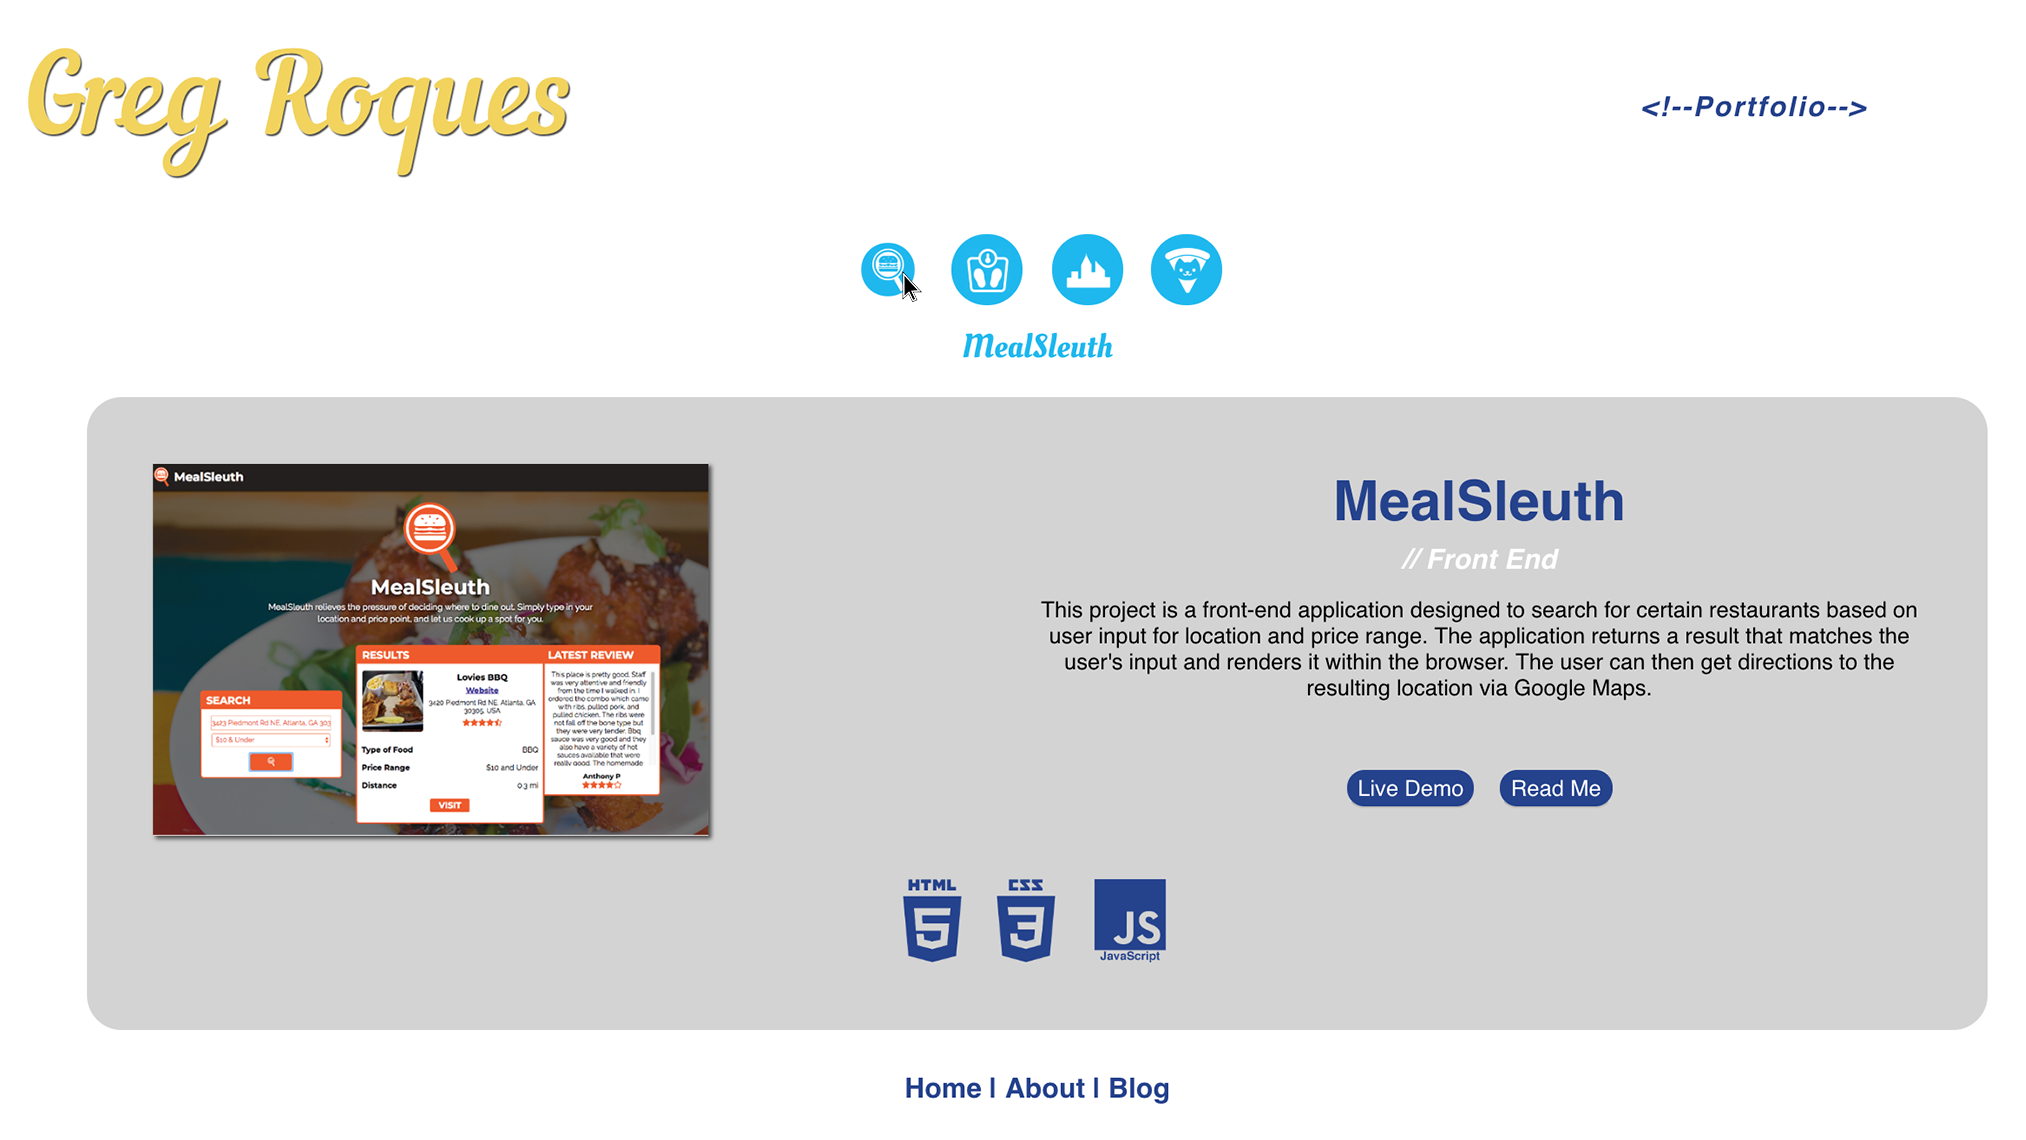 Greg Roques
<!--Portfolio-->
MealSleuth
MealSleuth
MealSleuth
MealSleuth relieves the pressure of deciding where to dine out. Simply type in your
location and price point, and let us cook up a spot for you.
SEARCH
3423 Piedmont Rd NE, Atlanta, GA 303
$10 & Under
RESULTS
Lovies BBQ
Website
3420 Piedmont Rd NE, Atlanta, GA
30305, USA
Type of Food BBQ
Price Range $10 and Under
Distance 0.3 mi
VISIT
LATEST REVIEW
This place is pretty good. Staff
was very attentive and friendly
from the time I walked in. I
ordered the combo which came
with ribs, pulled pork, and
pulled chicken. The ribs were
not fall off the bone type but
they were very tender. Bbq
sauce was very good and they
also have a variety of hot
sauces available that were
really good. The homemade
Anthony P
MealSleuth
// Front End
This project is a front-end application designed to search for certain restaurants based on
user input for location and price range. The application returns a result that matches the
user's input and renders it within the browser. The user can then get directions to the
resulting location via Google Maps.
Live Demo Read Me
HTML CSS
5 3 JS
JavaScript
Home | About | Blog